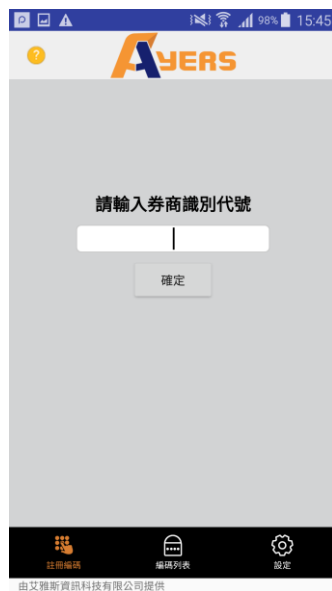 98% 15:45
?
AYERS
請輸入券商識別代號
確定
註冊編碼
編碼列表
設定
由艾雅斯資訊科技有限公司提供